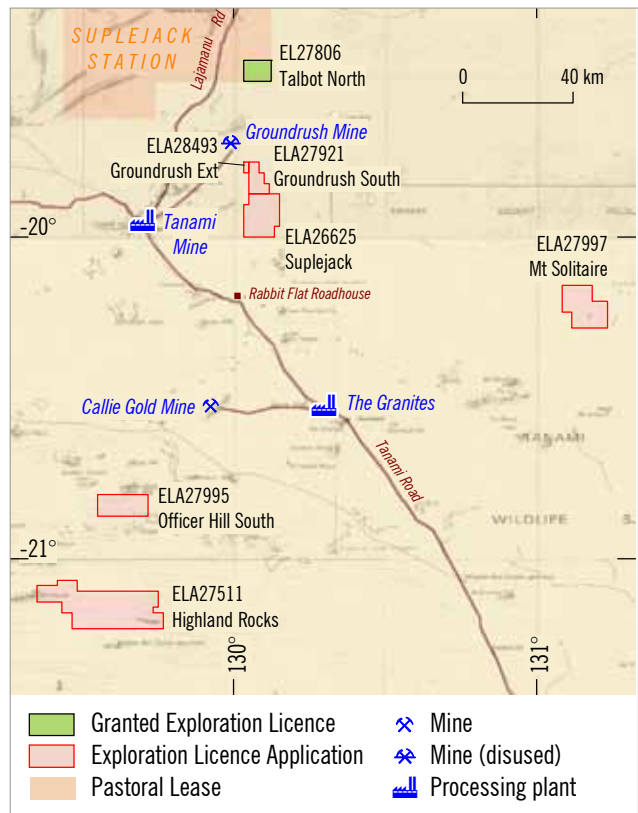 SUPLEJACK
STATION
Lajamanu Rd
EL27806
Talbot North
0 40 km
Groundrush Mine
ELA28493
Groundrush Ext
ELA27921
Groundrush South
Tanami
Mine
-20°
ELA26625
Suplejack
ELA27997
Mt Solitaire
Rabbit Flat Roadhouse
Callie Gold Mine
The Granites
TANAMI
Tanami Road
ELA27995
Officer Hill South
WILDLIFE
-21°
ELA27511
Highland Rocks
130°
131°
Granted Exploration Licence
Mine
Exploration Licence Application
Mine (disused)
Pastoral Lease
Processing plant